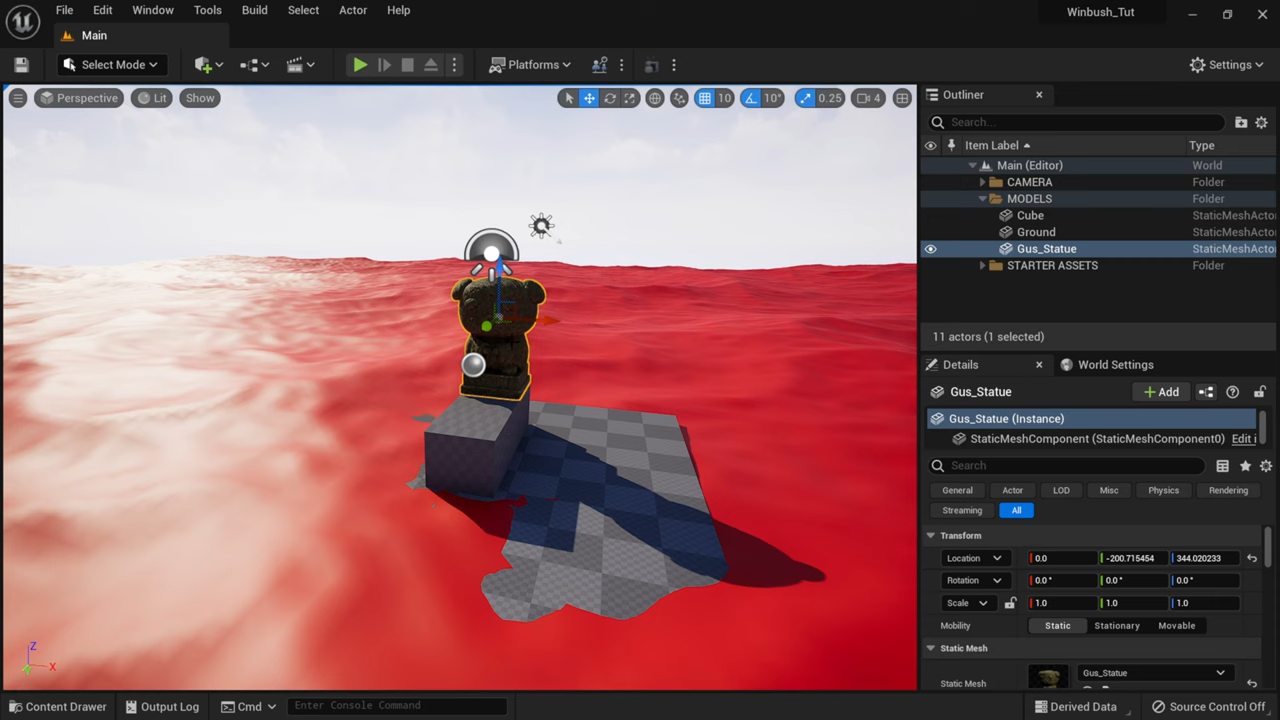 File Edit Window Tools Build Select Actor Help
Winbush_Tut
Main
Select Mode
Platforms
Settings
Perspective Lit Show
10 10° 0.25 4
Outliner
Search...
Item Label Type
Main (Editor) World
CAMERA Folder
MODELS Folder
Cube StaticMeshActo
Ground StaticMeshActo
Gus_Statue StaticMeshActo
STARTER ASSETS Folder
11 actors (1 selected)
Details World Settings
Gus_Statue
Add
Gus_Statue (Instance)
StaticMeshComponent (StaticMeshComponent0) Edit i
Search
General Actor LOD Misc Physics Rendering
Streaming All
Transform
Location 0.0 -200.715454 344.020233
Rotation 0.0° 0.0° 0.0°
Scale 1.0 1.0 1.0
Mobility Static Stationary Movable
Static Mesh
Static Mesh Gus_Statue
Z
X
Content Drawer Output Log Cmd Enter Console Command
Derived Data Source Control Off